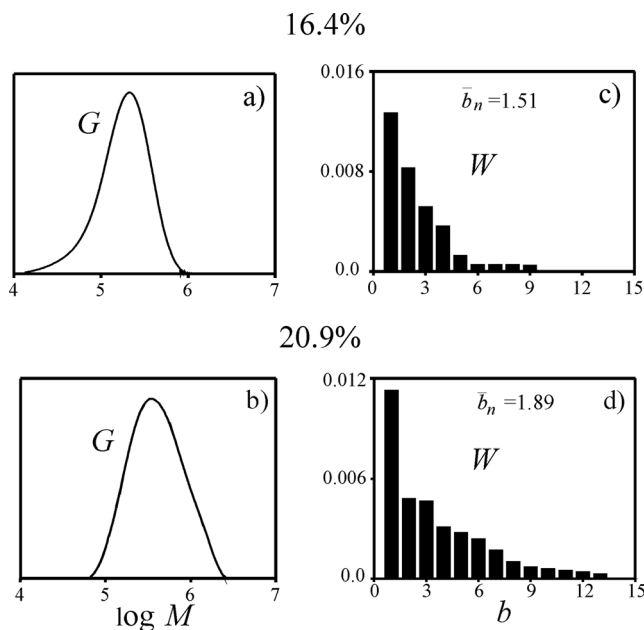 16.4%
a)
G
4 5 6 7
0.016
0.008
0.0
b̄n =1.51
c)
W
0 3 6 9 12 15
20.9%
b)
G
4 5 6 7
log M
0.012
0.006
0.0
b̄n =1.89
d)
W
0 3 6 9 12 15
b